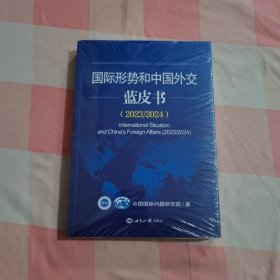 国际形势和中国外交
蓝皮书
（2023/2024）
International Situation
and China's Foreign Affairs (2023/2024)
中国国际问题研究院／著
世界知识出版社